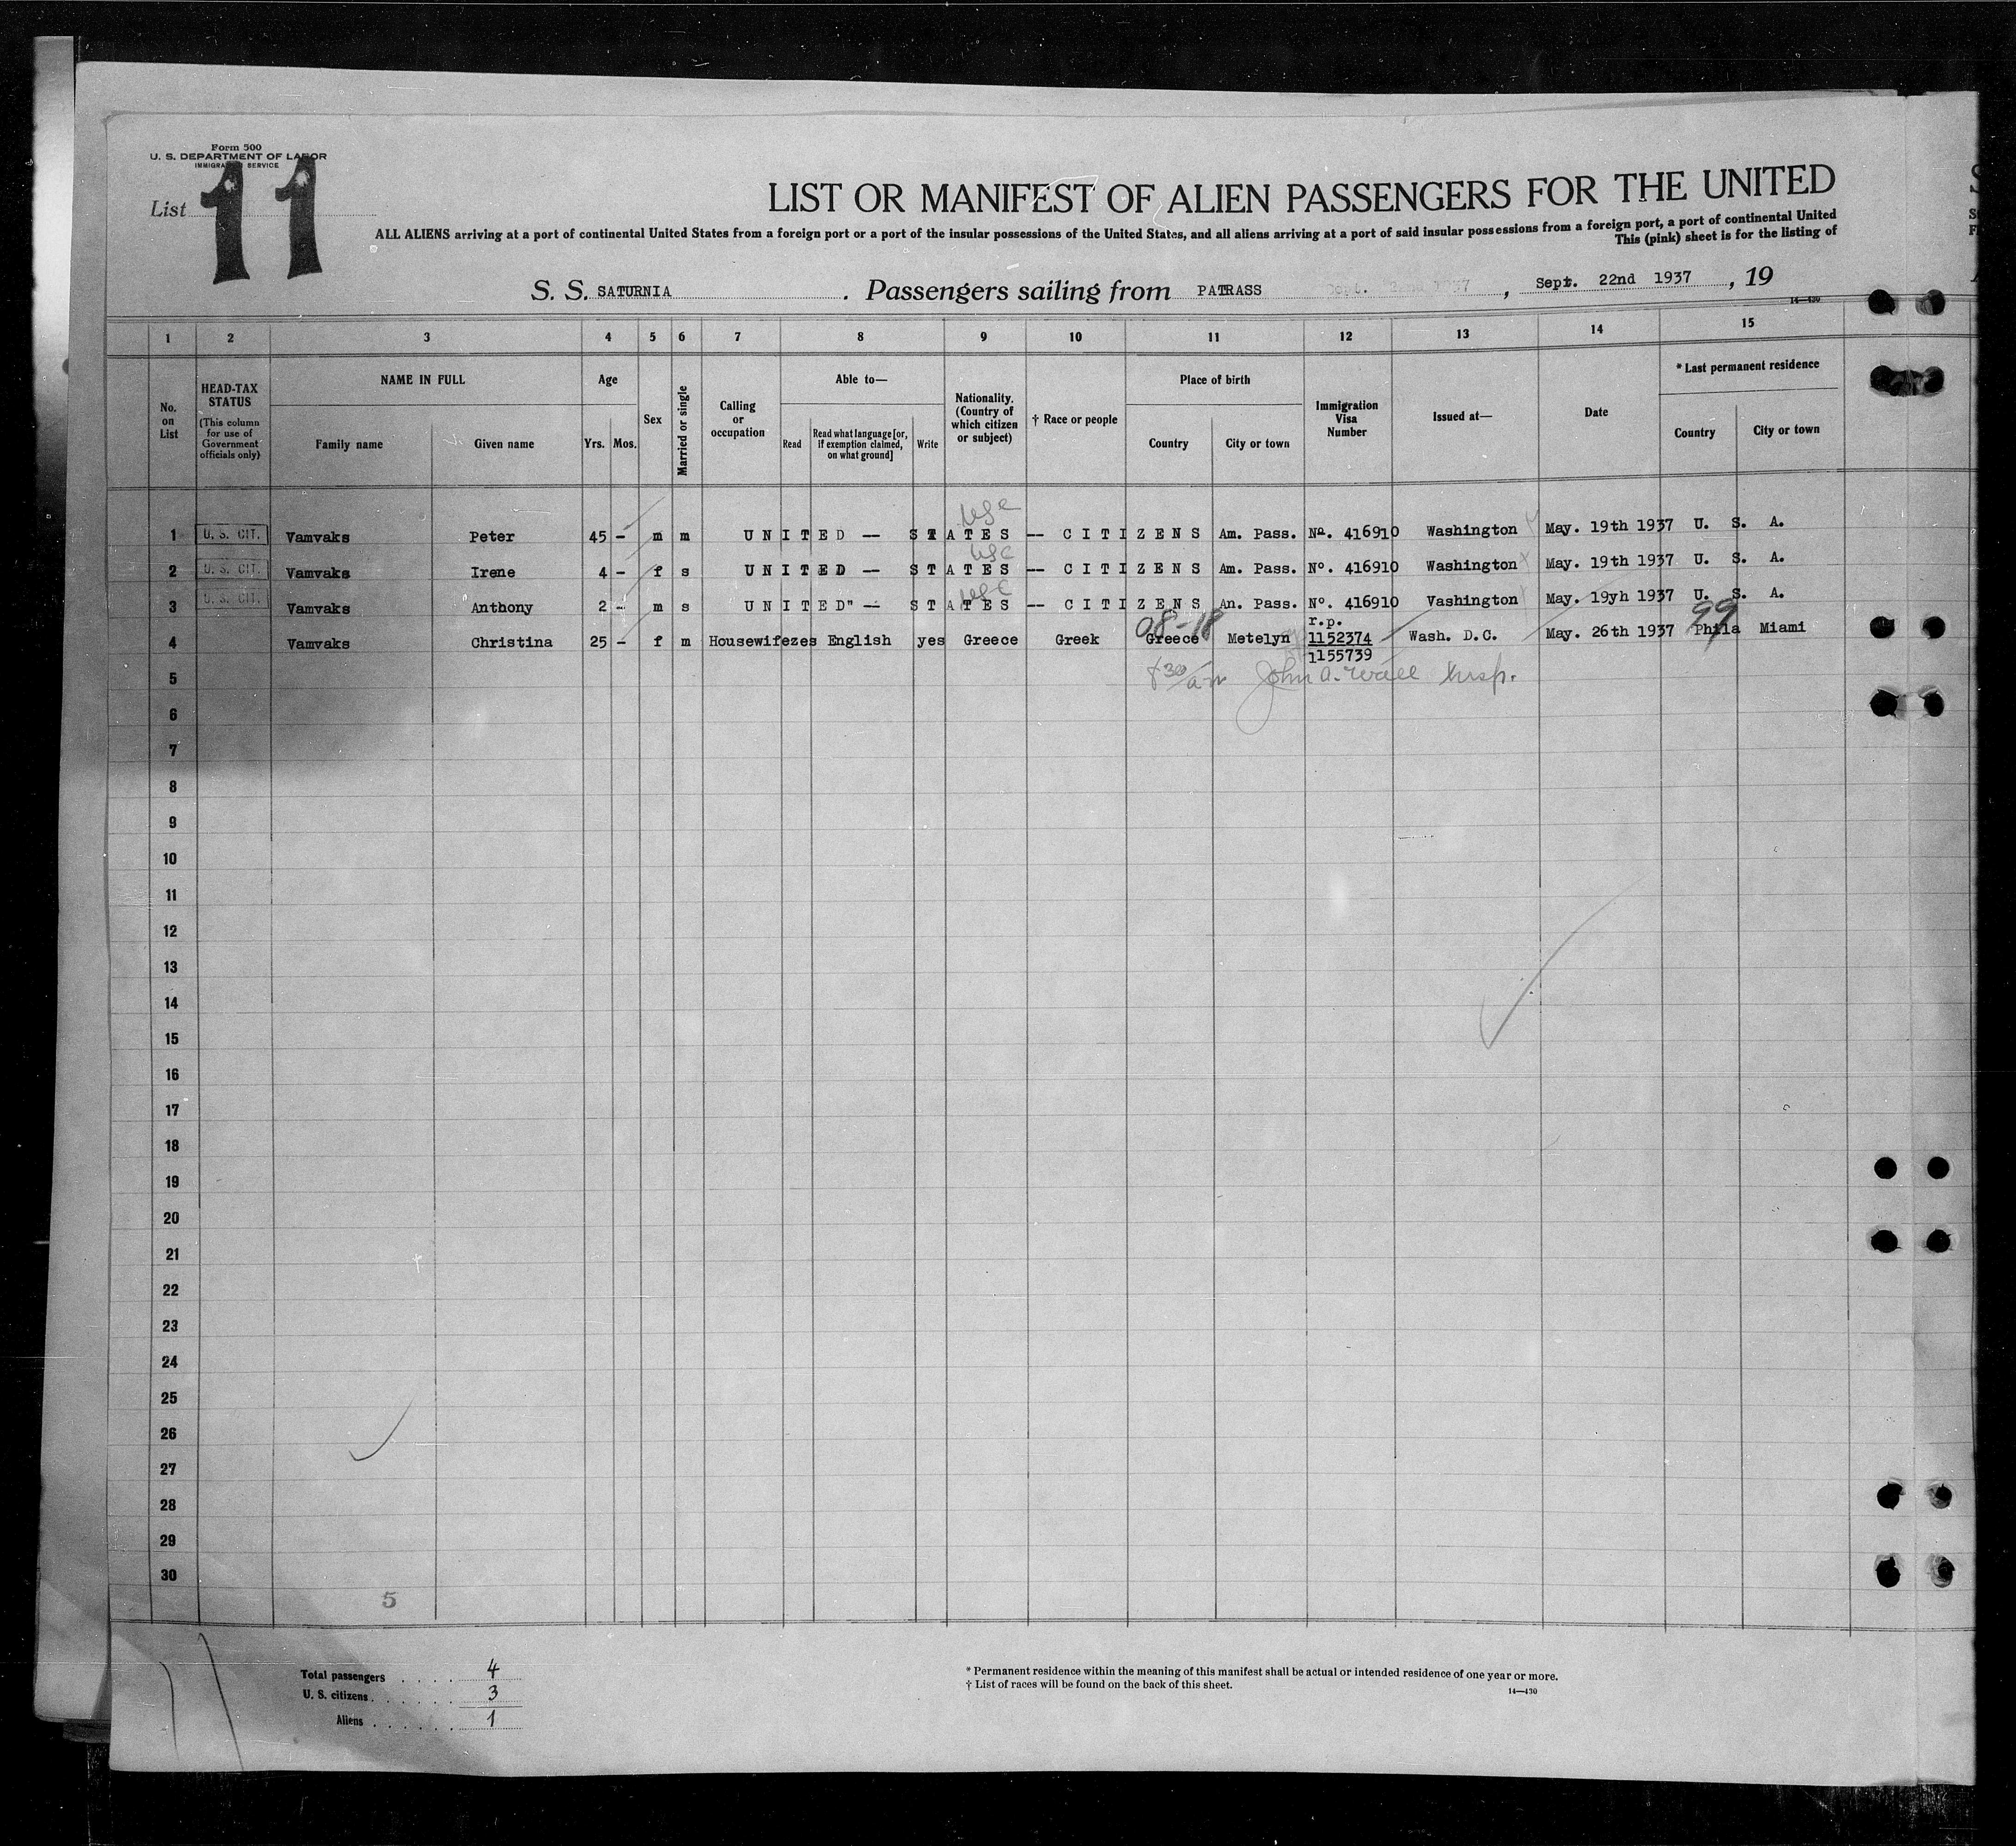 Form 500
U. S. DEPARTMENT OF LABOR
IMMIGRATION SERVICE
List 11
LIST OR MANIFEST OF ALIEN PASSENGERS FOR THE UNITED
ALL ALIENS arriving at a port of continental United States from a foreign port or a port of the insular possessions of the United States, and all aliens arriving at a port of said insular possessions from a foreign port, a port of continental United
This (pink) sheet is for the listing of
S. S. SATURNIA . Passengers sailing from PATRASS , Sept. 22nd 1937 , 19
14—430
1 2 3 4 5 6 7 8 9 10 11 12 13 14 15
No. on List
HEAD-TAX STATUS (This column for use of Government officials only)
NAME IN FULL
Family name
Given name
Age
Yrs. Mos.
Sex
Married or single
Calling or occupation
Able to—
Read
Read what language [or, if exemption claimed, on what ground]
Write
Nationality. (Country of which citizen or subject)
† Race or people
Place of birth
Country
City or town
Immigration Visa Number
Issued at—
Date
* Last permanent residence
Country
City or town
usc
1 U. S. CIT. Vamvaks Peter 45 - m m UNITED -- STATES -- CITIZENS Am. Pass. No. 416910 Washington May. 19th 1937 U. S. A.
usc
2 U. S. CIT. Vamvaks Irene 4 - f s UNITED -- STATES -- CITIZENS Am. Pass. No. 416910 Washington May. 19th 1937 U. S. A.
usc
3 U. S. CIT. Vamvaks Anthony 2 - m s UNITED" -- STATES -- CITIZENS An. Pass. No. 416910 Vashington May. 19yh 1937 U. S. A.
08-18 r.p. 99
4 Vamvaks Christina 25 - f m Housewifezes English yes Greece Greek Greece Metelyn 1152374 Wash. D.C. May. 26th 1937 Phila Miami
1155739
5 8 30/am John A. Wall Insp.
6
7
8
9
10
11
12
13
14
15
16
17
18
19
20
21
22
23
24
25
26
27
28
29
30
5
Total passengers . . . . 4
U. S. citizens . . . . . . 3
Aliens . . . . . . 1
* Permanent residence within the meaning of this manifest shall be actual or intended residence of one year or more.
† List of races will be found on the back of this sheet.
14—430